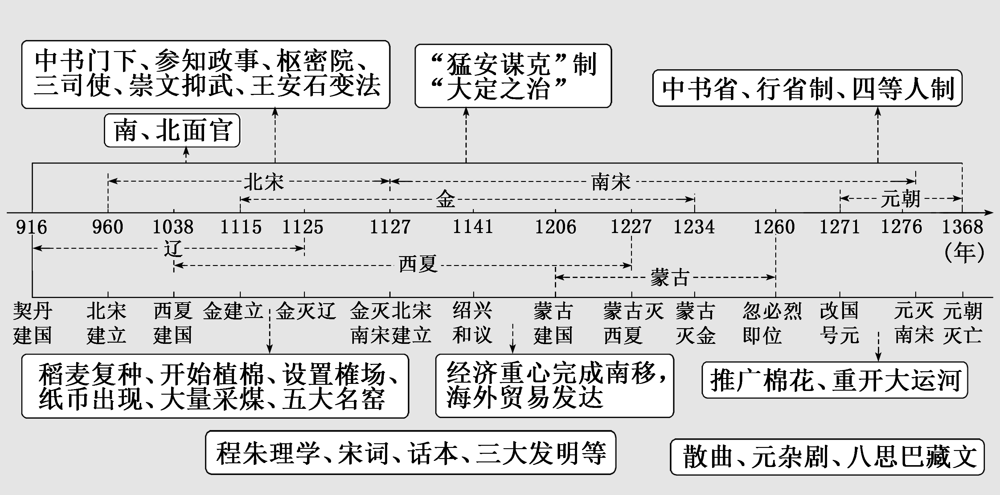 中书门下、参知政事、枢密院、
三司使、崇文抑武、王安石变法
“猛安谋克”制
“大定之治”
中书省、行省制、四等人制
南、北面官
北宋
南宋
金
元朝
916 960 1038 1115 1125 1127 1141 1206 1227 1234 1260 1271 1276 1368
(年)
辽
西夏
蒙古
契丹
建国
北宋
建立
西夏
建国
金建立
金灭辽
金灭北宋
南宋建立
绍兴
和议
蒙古
建国
蒙古灭
西夏
蒙古
灭金
忽必烈
即位
改国
号元
元灭
南宋
元朝
灭亡
稻麦复种、开始植棉、设置榷场、
纸币出现、大量采煤、五大名窑
经济重心完成南移，
海外贸易发达
推广棉花、重开大运河
程朱理学、宋词、话本、三大发明等
散曲、元杂剧、八思巴藏文